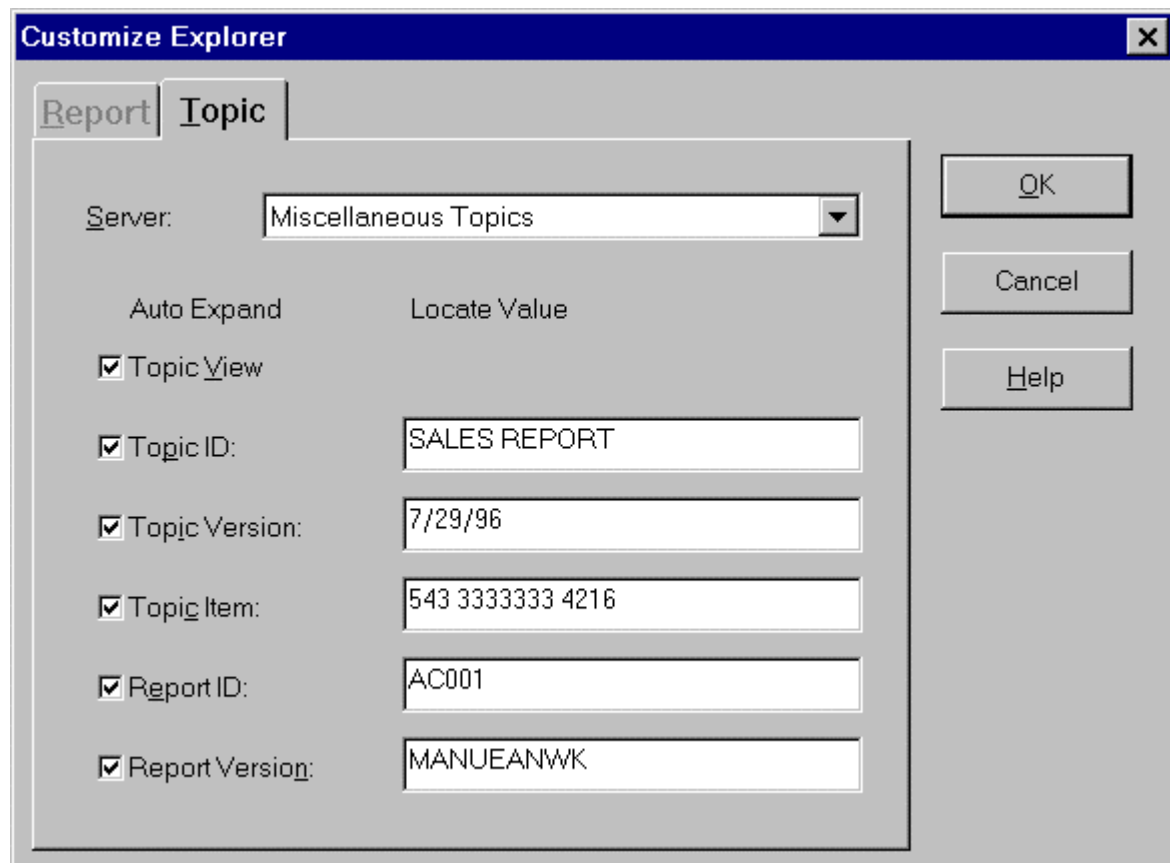 Customize Explorer
Report Topic
Server: Miscellaneous Topics
OK
Cancel
Auto Expand Locate Value
Topic View
Help
Topic ID: SALES REPORT
Topic Version: 7/29/96
Topic Item: 543 3333333 4216
Report ID: AC001
Report Version: MANUEANWK